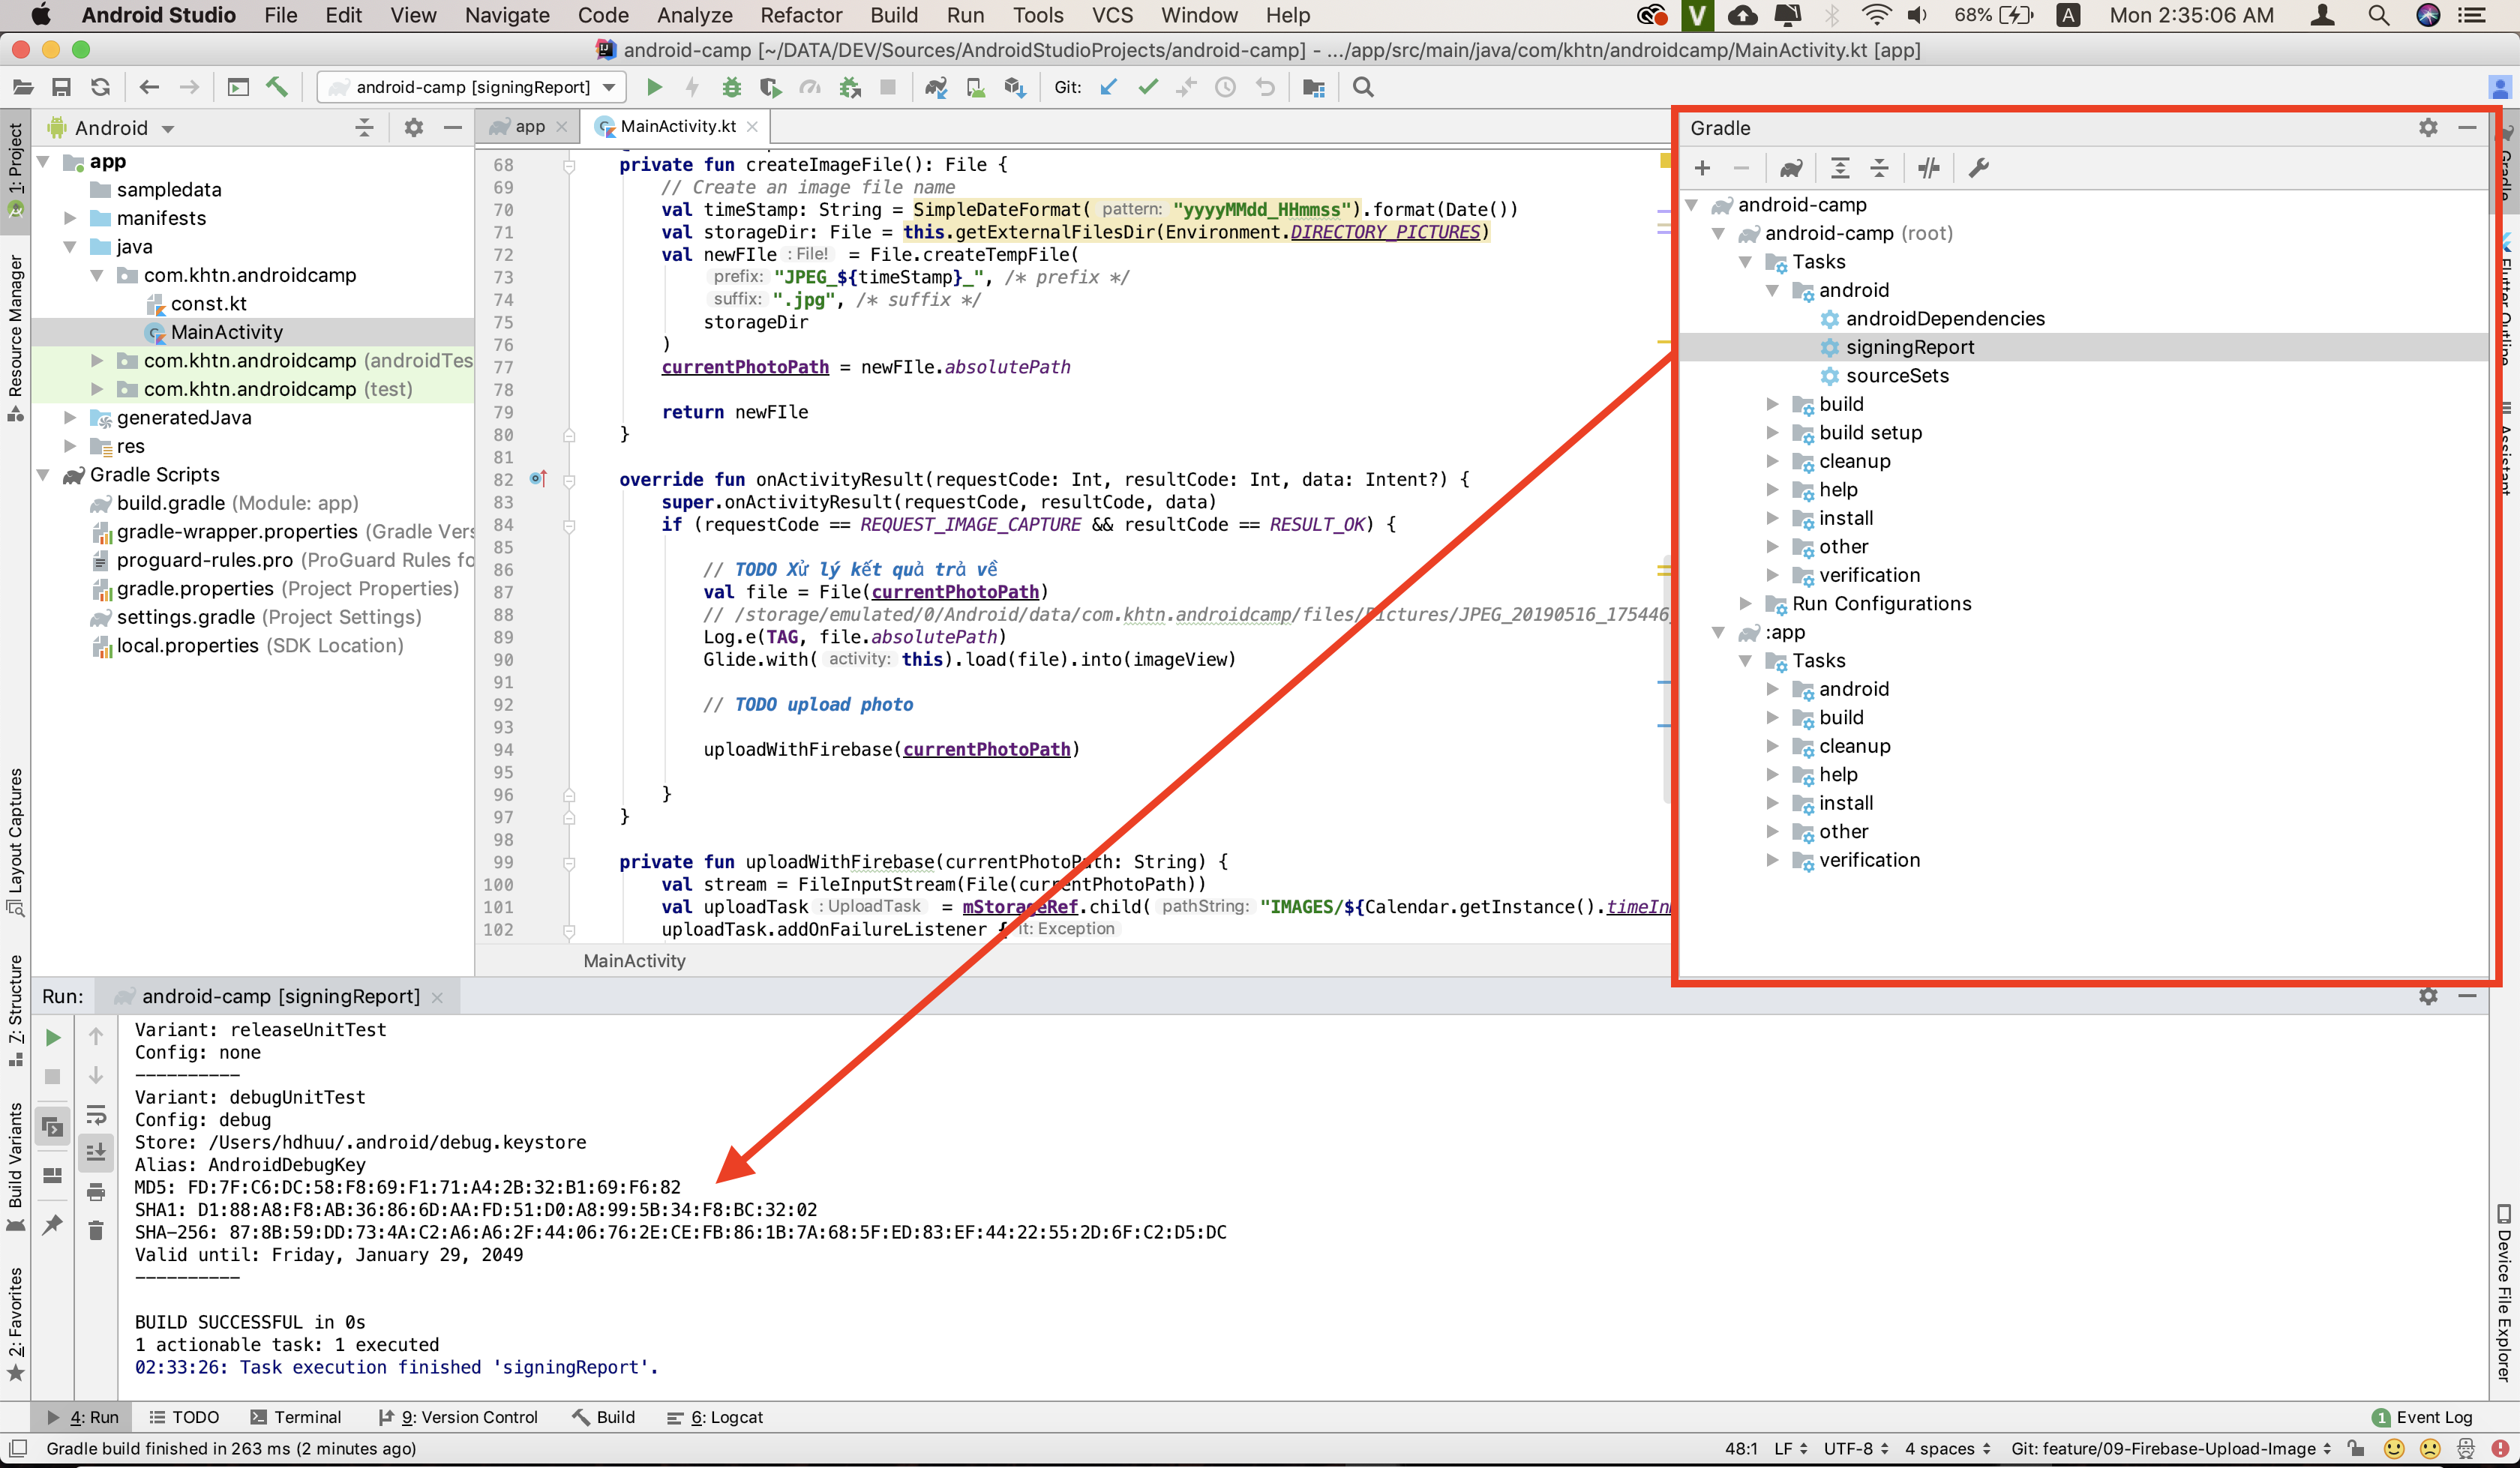 Android Studio File Edit View Navigate Code Analyze Refactor Build Run Tools VCS Window Help 68% A Mon 2:35:06 AM
android-camp [~/DATA/DEV/Sources/AndroidStudioProjects/android-camp] - .../app/src/main/java/com/khtn/androidcamp/MainActivity.kt [app]
android-camp [signingReport] Git:
1: Project
Resource Manager
Layout Captures
7: Structure
Build Variants
2: Favorites
Android
app
sampledata
manifests
java
com.khtn.androidcamp
const.kt
MainActivity
com.khtn.androidcamp (androidTes
com.khtn.androidcamp (test)
generatedJava
res
Gradle Scripts
build.gradle (Module: app)
gradle-wrapper.properties (Gradle Vers
proguard-rules.pro (ProGuard Rules fo
gradle.properties (Project Properties)
settings.gradle (Project Settings)
local.properties (SDK Location)
app MainActivity.kt
68 private fun createImageFile(): File {
69 // Create an image file name
70 val timeStamp: String = SimpleDateFormat( pattern: "yyyyMMdd_HHmmss").format(Date())
71 val storageDir: File = this.getExternalFilesDir(Environment.DIRECTORY_PICTURES)
72 val newFIle : File! = File.createTempFile(
73 prefix: "JPEG_${timeStamp}_", /* prefix */
74 suffix: ".jpg", /* suffix */
75 storageDir
76 )
77 currentPhotoPath = newFIle.absolutePath
78
79 return newFIle
80 }
81
82 override fun onActivityResult(requestCode: Int, resultCode: Int, data: Intent?) {
83 super.onActivityResult(requestCode, resultCode, data)
84 if (requestCode == REQUEST_IMAGE_CAPTURE && resultCode == RESULT_OK) {
85
86 // TODO Xử lý kết quả trả về
87 val file = File(currentPhotoPath)
88 // /storage/emulated/0/Android/data/com.khtn.androidcamp/files/Pictures/JPEG_20190516_175446_
89 Log.e(TAG, file.absolutePath)
90 Glide.with( activity: this).load(file).into(imageView)
91
92 // TODO upload photo
93
94 uploadWithFirebase(currentPhotoPath)
95
96 }
97 }
98
99 private fun uploadWithFirebase(currentPhotoPath: String) {
100 val stream = FileInputStream(File(currentPhotoPath))
101 val uploadTask : UploadTask = mStorageRef.child( pathString: "IMAGES/${Calendar.getInstance().timeIn
102 uploadTask.addOnFailureListener { it: Exception
MainActivity
Gradle
android-camp
android-camp (root)
Tasks
android
androidDependencies
signingReport
sourceSets
build
build setup
cleanup
help
install
other
verification
Run Configurations
:app
Tasks
android
build
cleanup
help
install
other
verification
Gradle
Flutter Outline
Assistant
Device File Explorer
Run: android-camp [signingReport]
Variant: releaseUnitTest
Config: none
----------
Variant: debugUnitTest
Config: debug
Store: /Users/hdhuu/.android/debug.keystore
Alias: AndroidDebugKey
MD5: FD:7F:C6:DC:58:F8:69:F1:71:A4:2B:32:B1:69:F6:82
SHA1: D1:88:A8:F8:AB:36:86:6D:AA:FD:51:D0:A8:99:5B:34:F8:BC:32:02
SHA-256: 87:8B:59:DD:73:4A:C2:A6:A6:2F:44:06:76:2E:CE:FB:86:1B:7A:68:5F:ED:83:EF:44:22:55:2D:6F:C2:D5:DC
Valid until: Friday, January 29, 2049
----------
BUILD SUCCESSFUL in 0s
1 actionable task: 1 executed
02:33:26: Task execution finished 'signingReport'.
4: Run TODO Terminal 9: Version Control Build 6: Logcat 1 Event Log
Gradle build finished in 263 ms (2 minutes ago) 48:1 LF UTF-8 4 spaces Git: feature/09-Firebase-Upload-Image